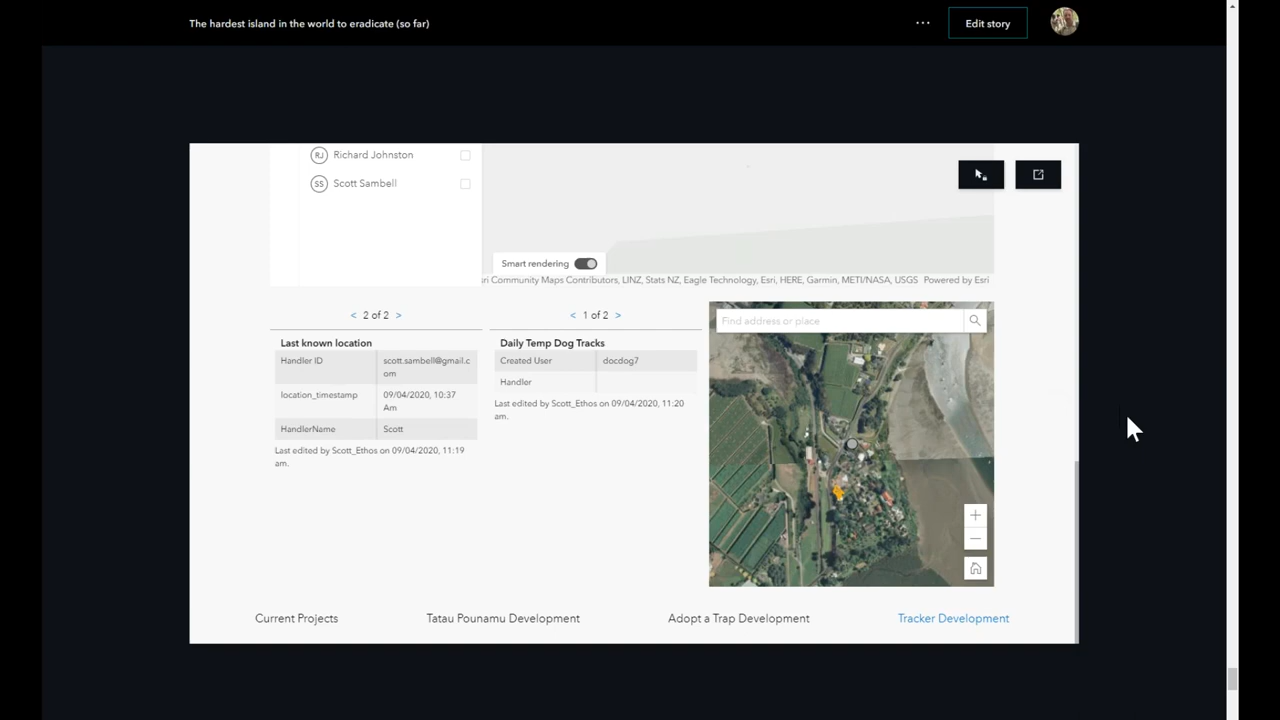 The hardest island in the world to eradicate (so far)
Edit story
RJ Richard Johnston
SS Scott Sambell
Smart rendering
sri Community Maps Contributors, LINZ, Stats NZ, Eagle Technology, Esri, HERE, Garmin, METI/NASA, USGS Powered by Esri
< 2 of 2 >
Last known location
Handler ID scott.sambell@gmail.c
om
location_timestamp 09/04/2020, 10:37
Am
HandlerName Scott
Last edited by Scott_Ethos on 09/04/2020, 11:19
am.
< 1 of 2 >
Daily Temp Dog Tracks
Created User docdog7
Handler
Last edited by Scott_Ethos on 09/04/2020, 11:20
am.
Find address or place
Current Projects
Tatau Pounamu Development
Adopt a Trap Development
Tracker Development